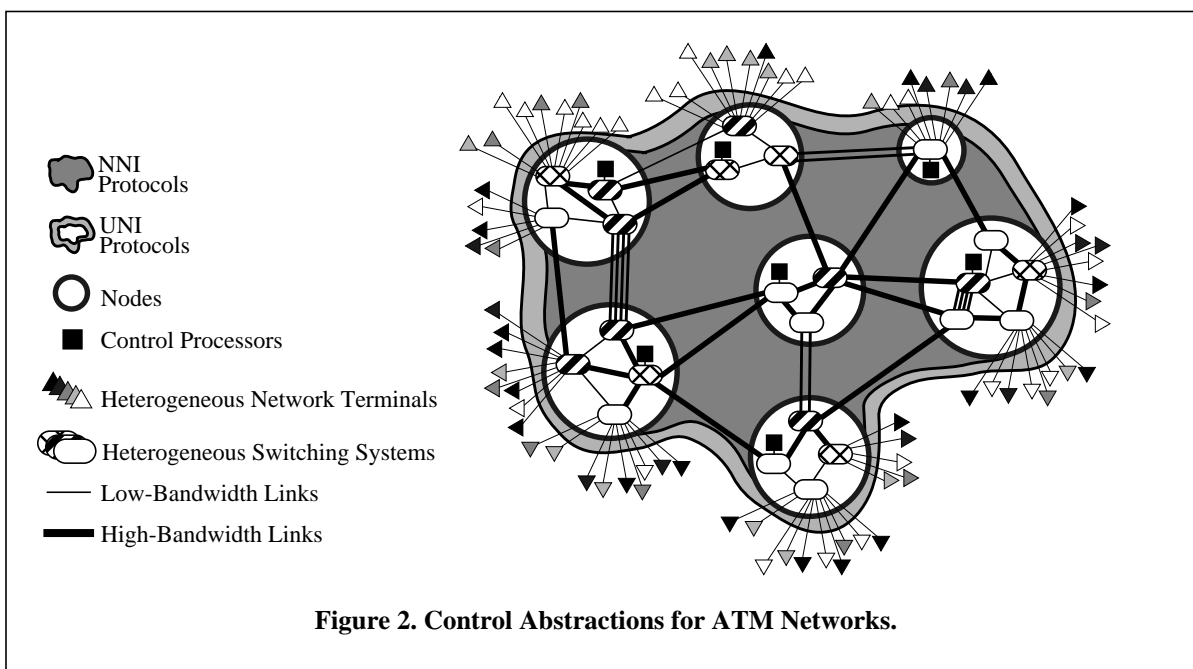 NNI
Protocols
UNI
Protocols
Nodes
Control Processors
Heterogeneous Network Terminals
Heterogeneous Switching Systems
Low-Bandwidth Links
High-Bandwidth Links
Figure 2. Control Abstractions for ATM Networks.